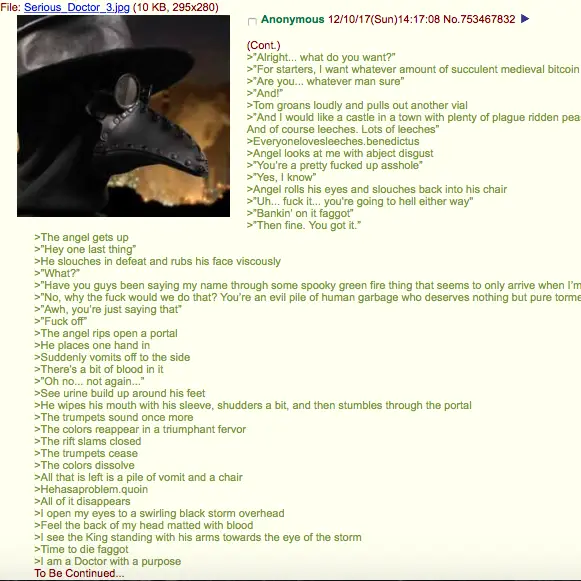 File: Serious_Doctor_3.jpg (10 KB, 295x280)
Anonymous 12/10/17(Sun)14:17:08 No.753467832
(Cont.)
>"Alright... what do you want?"
>"For starters, I want whatever amount of succulent medieval bitcoin
>"Are you... whatever man sure"
>"And!"
>Tom groans loudly and pulls out another vial
>"And I would like a castle in a town with plenty of plague ridden pea
And of course leeches. Lots of leeches"
>Everyonelovesleeches.benedictus
>Angel looks at me with abject disgust
>"You're a pretty fucked up asshole"
>"Yes, I know"
>Angel rolls his eyes and slouches back into his chair
>"Uh... fuck it... you're going to hell either way"
>"Bankin' on it faggot"
>"Then fine. You got it."
>The angel gets up
>"Hey one last thing"
>He slouches in defeat and rubs his face viscously
>"What?"
>"Have you guys been saying my name through some spooky green fire thing that seems to only arrive when I'm
>"No, why the fuck would we do that? You're an evil pile of human garbage who deserves nothing but pure torme
>"Awh, you're just saying that"
>"Fuck off"
>The angel rips open a portal
>He places one hand in
>Suddenly vomits off to the side
>There's a bit of blood in it
>"Oh no... not again..."
>See urine build up around his feet
>He wipes his mouth with his sleeve, shudders a bit, and then stumbles through the portal
>The trumpets sound once more
>The colors reappear in a triumphant fervor
>The rift slams closed
>The trumpets cease
>The colors dissolve
>All that is left is a pile of vomit and a chair
>Hehasaproblem.quoin
>All of it disappears
>I open my eyes to a swirling black storm overhead
>Feel the back of my head matted with blood
>I see the King standing with his arms towards the eye of the storm
>Time to die faggot
>I am a Doctor with a purpose
To Be Continued...